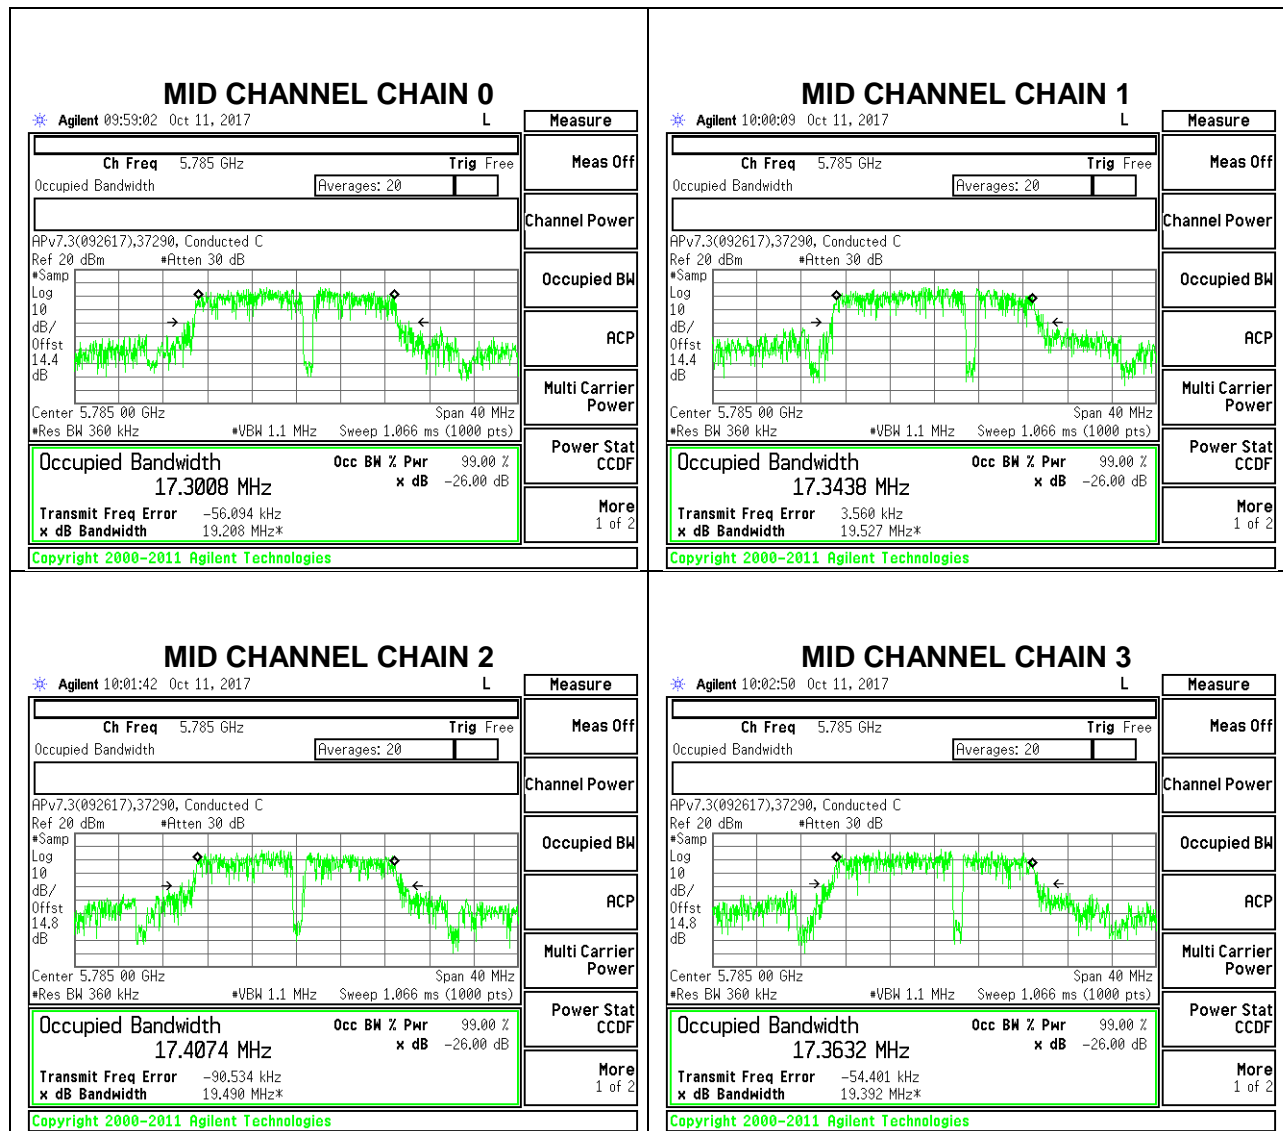 MID CHANNEL CHAIN 0
Agilent 09:59:02 Oct 11, 2017 L Measure
Ch Freq 5.785 GHz Trig Free
Meas Off
Occupied Bandwidth Averages: 20
Channel Power
APv7.3(092617),37290, Conducted C
Ref 20 dBm #Atten 30 dB
#Samp
Log
10
dB/
Offst
14.4
dB
Occupied BW
ACP
Multi Carrier
Power
Center 5.785 00 GHz Span 40 MHz
#Res BW 360 kHz #VBW 1.1 MHz Sweep 1.066 ms (1000 pts)
Power Stat
CCDF
Occupied Bandwidth Occ BW % Pwr 99.00 %
17.3008 MHz x dB -26.00 dB
Transmit Freq Error -56.094 kHz
x dB Bandwidth 19.208 MHz*
More
1 of 2
Copyright 2000-2011 Agilent Technologies
MID CHANNEL CHAIN 1
Agilent 10:00:09 Oct 11, 2017 L Measure
Ch Freq 5.785 GHz Trig Free
Meas Off
Occupied Bandwidth Averages: 20
Channel Power
APv7.3(092617),37290, Conducted C
Ref 20 dBm #Atten 30 dB
#Samp
Log
10
dB/
Offst
14.4
dB
Occupied BW
ACP
Multi Carrier
Power
Center 5.785 00 GHz Span 40 MHz
#Res BW 360 kHz #VBW 1.1 MHz Sweep 1.066 ms (1000 pts)
Power Stat
CCDF
Occupied Bandwidth Occ BW % Pwr 99.00 %
17.3438 MHz x dB -26.00 dB
Transmit Freq Error 3.560 kHz
x dB Bandwidth 19.527 MHz*
More
1 of 2
Copyright 2000-2011 Agilent Technologies
MID CHANNEL CHAIN 2
Agilent 10:01:42 Oct 11, 2017 L Measure
Ch Freq 5.785 GHz Trig Free
Meas Off
Occupied Bandwidth Averages: 20
Channel Power
APv7.3(092617),37290, Conducted C
Ref 20 dBm #Atten 30 dB
#Samp
Log
10
dB/
Offst
14.8
dB
Occupied BW
ACP
Multi Carrier
Power
Center 5.785 00 GHz Span 40 MHz
#Res BW 360 kHz #VBW 1.1 MHz Sweep 1.066 ms (1000 pts)
Power Stat
CCDF
Occupied Bandwidth Occ BW % Pwr 99.00 %
17.4074 MHz x dB -26.00 dB
Transmit Freq Error -90.534 kHz
x dB Bandwidth 19.490 MHz*
More
1 of 2
Copyright 2000-2011 Agilent Technologies
MID CHANNEL CHAIN 3
Agilent 10:02:50 Oct 11, 2017 L Measure
Ch Freq 5.785 GHz Trig Free
Meas Off
Occupied Bandwidth Averages: 20
Channel Power
APv7.3(092617),37290, Conducted C
Ref 20 dBm #Atten 30 dB
#Samp
Log
10
dB/
Offst
14.8
dB
Occupied BW
ACP
Multi Carrier
Power
Center 5.785 00 GHz Span 40 MHz
#Res BW 360 kHz #VBW 1.1 MHz Sweep 1.066 ms (1000 pts)
Power Stat
CCDF
Occupied Bandwidth Occ BW % Pwr 99.00 %
17.3632 MHz x dB -26.00 dB
Transmit Freq Error -54.401 kHz
x dB Bandwidth 19.392 MHz*
More
1 of 2
Copyright 2000-2011 Agilent Technologies